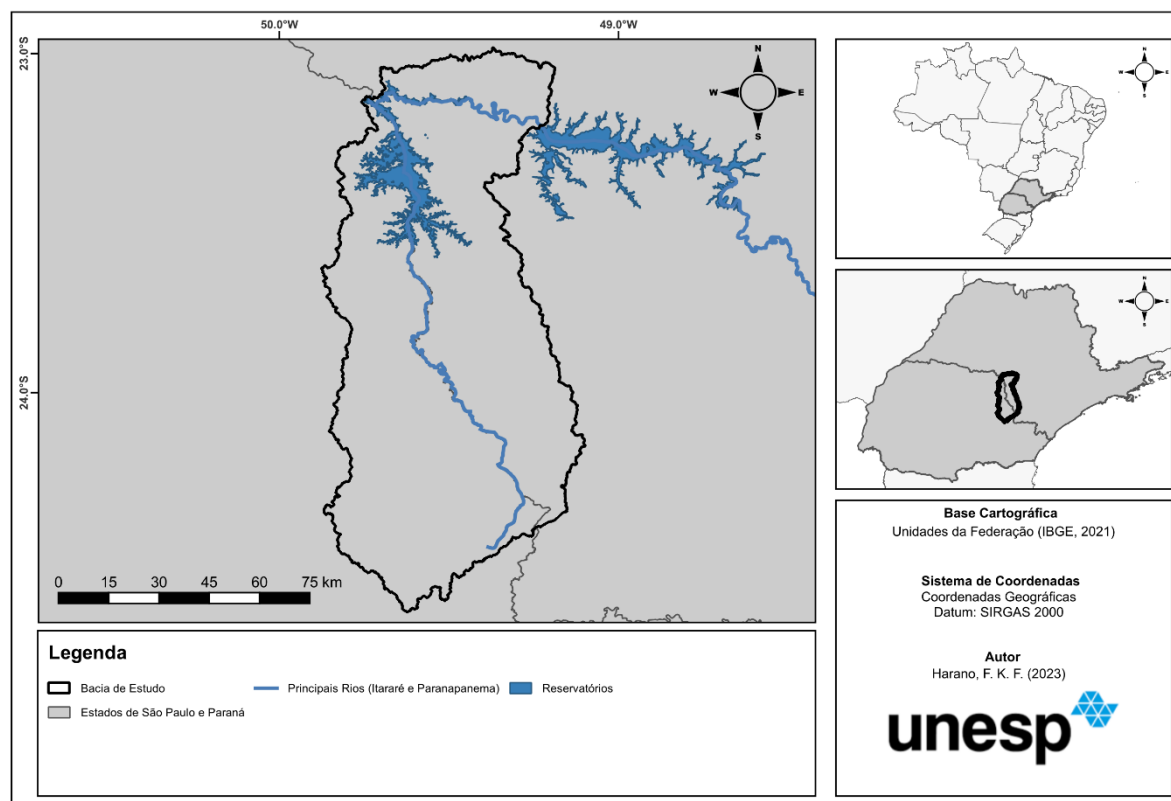 50.0°W
49.0°W
23.0°S
24.0°S
N
W
E
S
0 15 30 45 60 75 km
N
W
E
S
N
W
E
S
Legenda
Bacia de Estudo
Principais Rios (Itararé e Paranapanema)
Reservatórios
Estados de São Paulo e Paraná
Base Cartográfica
Unidades da Federação (IBGE, 2021)
Sistema de Coordenadas
Coordenadas Geográficas
Datum: SIRGAS 2000
Autor
Harano, F. K. F. (2023)
unesp